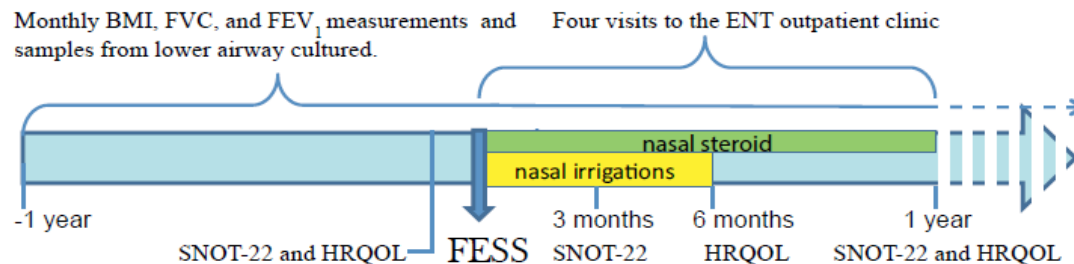 Monthly BMI, FVC, and FEV1 measurements and
samples from lower airway cultured.
Four visits to the ENT outpatient clinic
nasal steroid
nasal irrigations
-1 year
3 months
6 months
1 year
SNOT-22 and HRQOL
FESS
SNOT-22
HRQOL
SNOT-22 and HRQOL